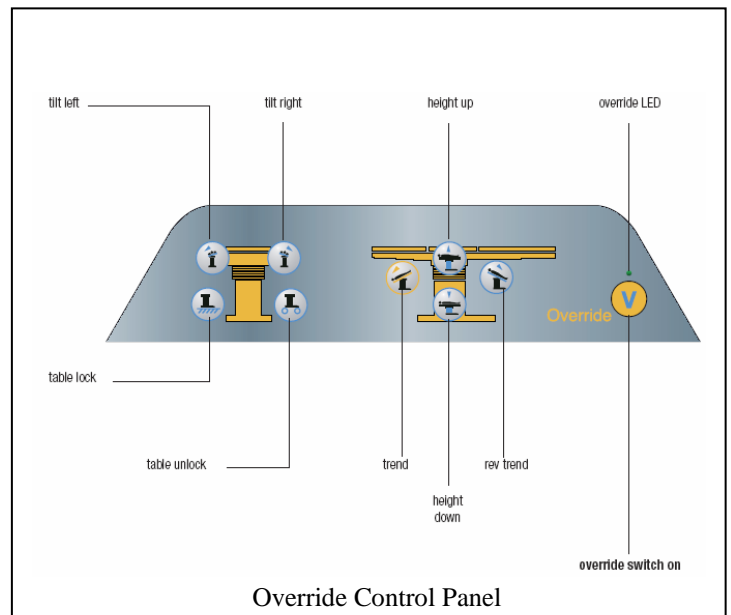 tilt left
tilt right
height up
override LED
V
Override
table lock
table unlock
trend
rev trend
height
down
override switch on
Override Control Panel